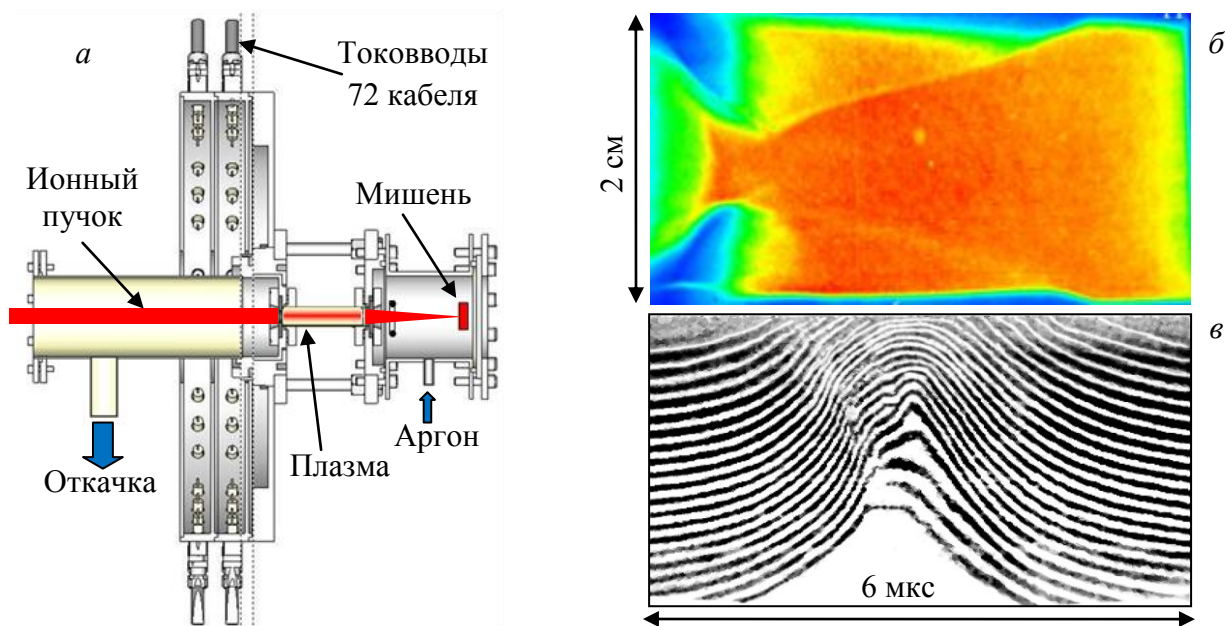 а
Токовводы
72 кабеля
Ионный
пучок
Мишень
Аргон
Плазма
Откачка
б
2 см
в
6 мкс